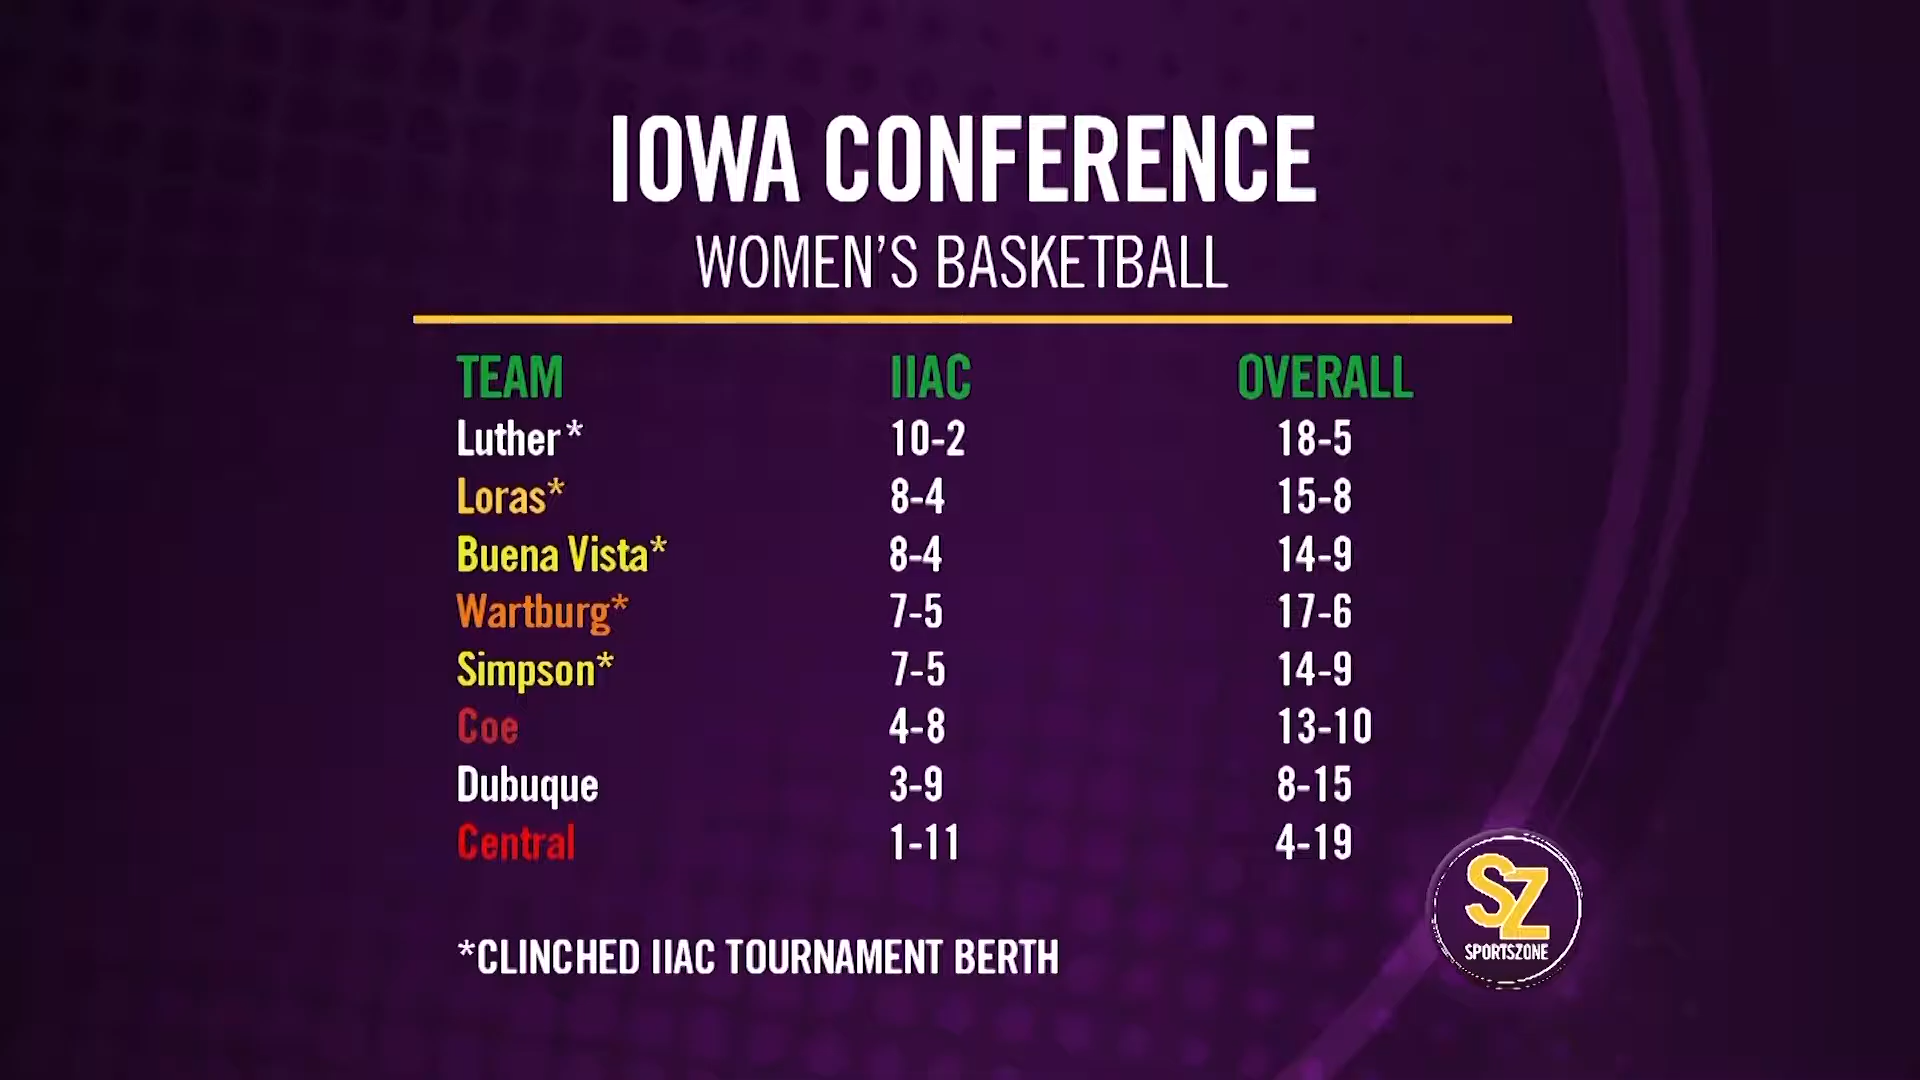 IOWA CONFERENCE
WOMEN'S BASKETBALL
TEAM IIAC OVERALL
Luther* 10-2 18-5
Loras* 8-4 15-8
Buena Vista* 8-4 14-9
Wartburg* 7-5 17-6
Simpson* 7-5 14-9
Coe 4-8 13-10
Dubuque 3-9 8-15
Central 1-11 4-19
SZ
SPORTSZONE
*CLINCHED IIAC TOURNAMENT BERTH